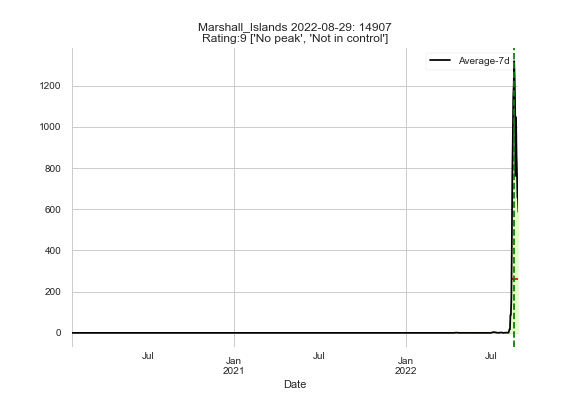 Marshall_Islands 2022-08-29: 14907
Rating:9 ['No peak', 'Not in control']
Average-7d
1200
1000
800
600
400
200
0
Jul
Jan
2021
Jul
Jan
2022
Jul
Date